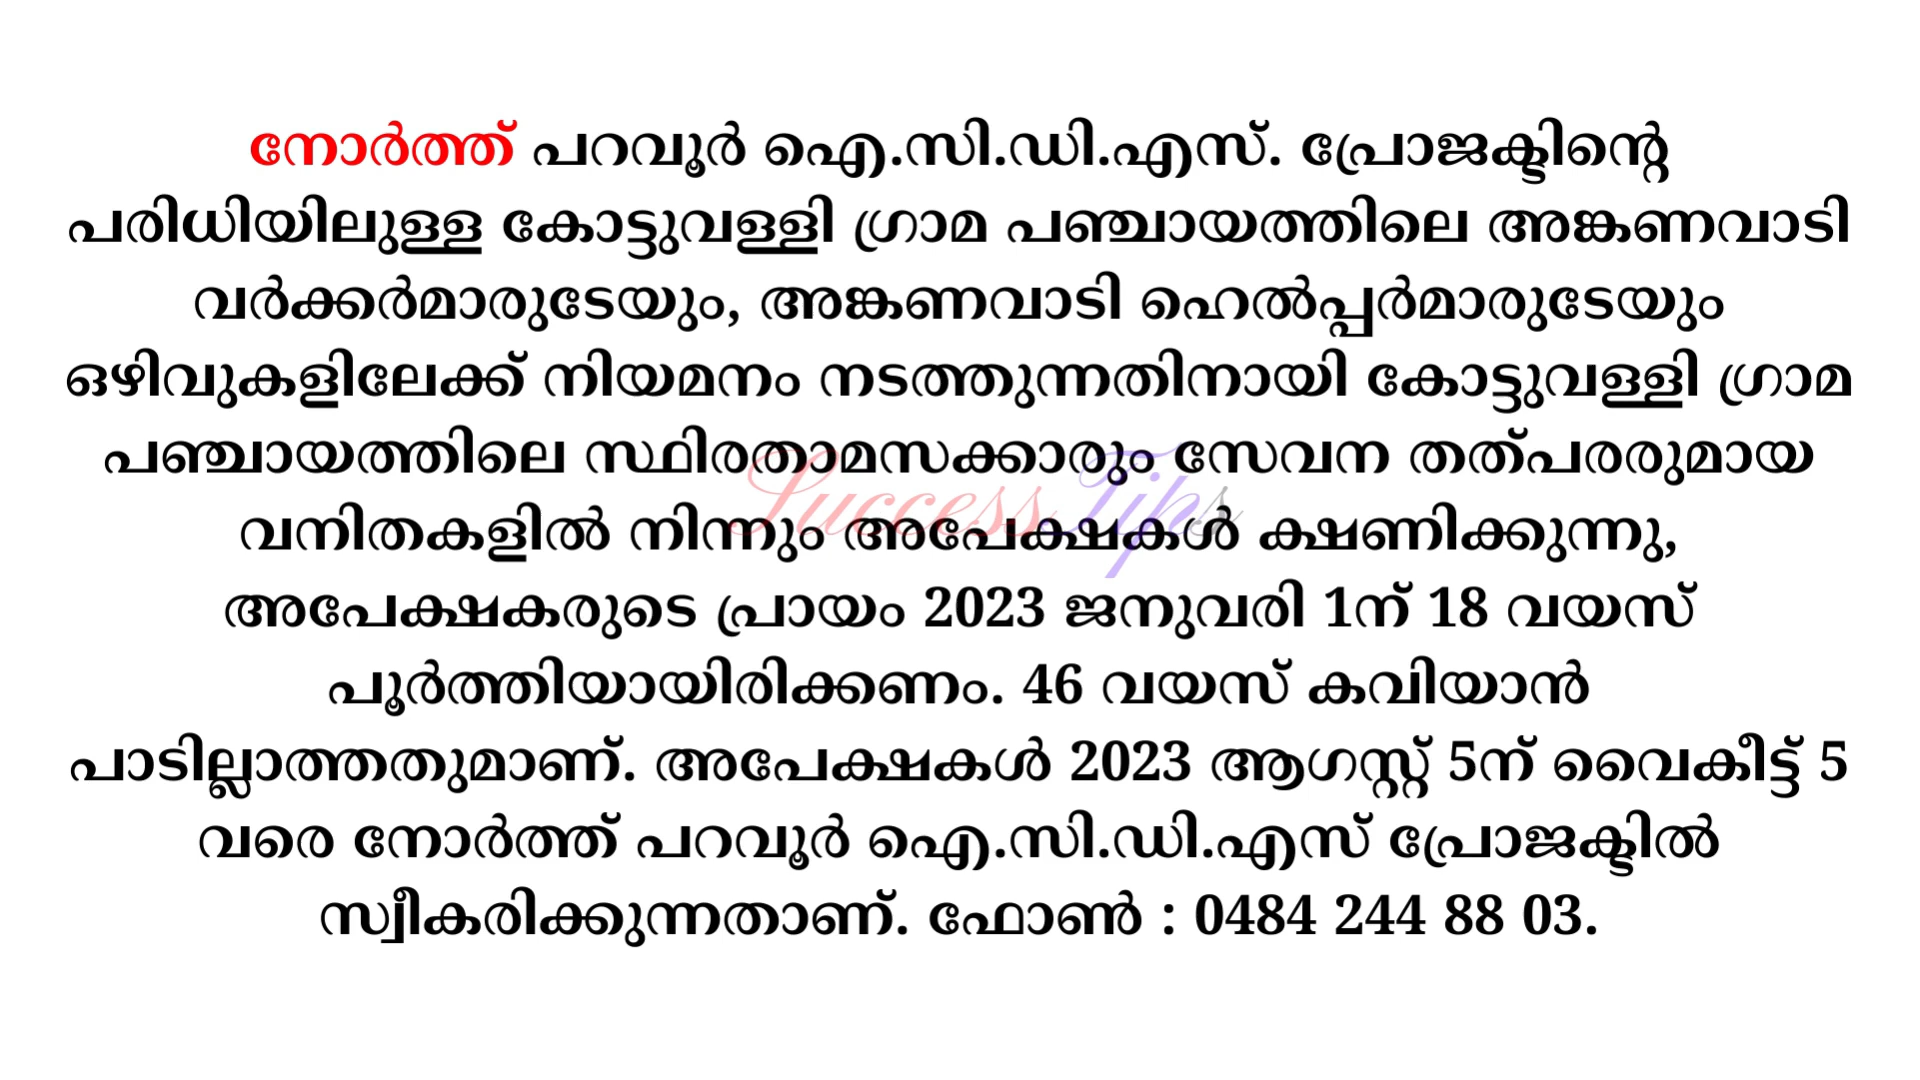 നോർത്ത് പറവൂർ ഐ.സി.ഡി.എസ്. പ്രോജക്ടിന്റെ
പരിധിയിലുള്ള കോട്ടുവള്ളി ഗ്രാമ പഞ്ചായത്തിലെ അങ്കണവാടി
വർക്കർമാരുടേയും, അങ്കണവാടി ഹെൽപ്പർമാരുടേയും
ഒഴിവുകളിലേക്ക് നിയമനം നടത്തുന്നതിനായി കോട്ടുവള്ളി ഗ്രാമ
പഞ്ചായത്തിലെ സ്ഥിരതാമസക്കാരും സേവന തത്പരരുമായ
വനിതകളിൽ നിന്നും അപേക്ഷകൾ ക്ഷണിക്കുന്നു,
Success Tips
അപേക്ഷകരുടെ പ്രായം 2023 ജനുവരി 1ന് 18 വയസ്
പൂർത്തിയായിരിക്കണം. 46 വയസ് കവിയാൻ
പാടില്ലാത്തതുമാണ്. അപേക്ഷകൾ 2023 ആഗസ്റ്റ് 5ന് വൈകീട്ട് 5
വരെ നോർത്ത് പറവൂർ ഐ.സി.ഡി.എസ് പ്രോജക്ടിൽ
സ്വീകരിക്കുന്നതാണ്. ഫോൺ : 0484 244 88 03.